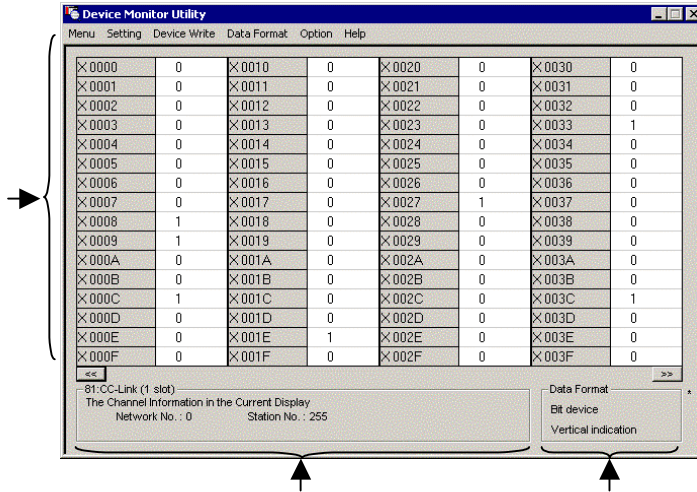 Device Monitor Utility
Menu Setting Device Write Data Format Option Help
X0000 0 X0010 0 X0020 0 X0030 0
X0001 0 X0011 0 X0021 0 X0031 0
X0002 0 X0012 0 X0022 0 X0032 0
X0003 0 X0013 0 X0023 0 X0033 1
X0004 0 X0014 0 X0024 0 X0034 0
X0005 0 X0015 0 X0025 0 X0035 0
X0006 0 X0016 0 X0026 0 X0036 0
X0007 0 X0017 0 X0027 1 X0037 0
X0008 1 X0018 0 X0028 0 X0038 0
X0009 1 X0019 0 X0029 0 X0039 0
X000A 0 X001A 0 X002A 0 X003A 0
X000B 0 X001B 0 X002B 0 X003B 0
X000C 1 X001C 0 X002C 0 X003C 1
X000D 0 X001D 0 X002D 0 X003D 0
X000E 0 X001E 1 X002E 0 X003E 0
X000F 0 X001F 0 X002F 0 X003F 0
<< >>
81:CC-Link (1 slot)
The Channel Information in the Current Display
Network No. : 0 Station No. : 255
Data Format
Bit device
Vertical indication
*